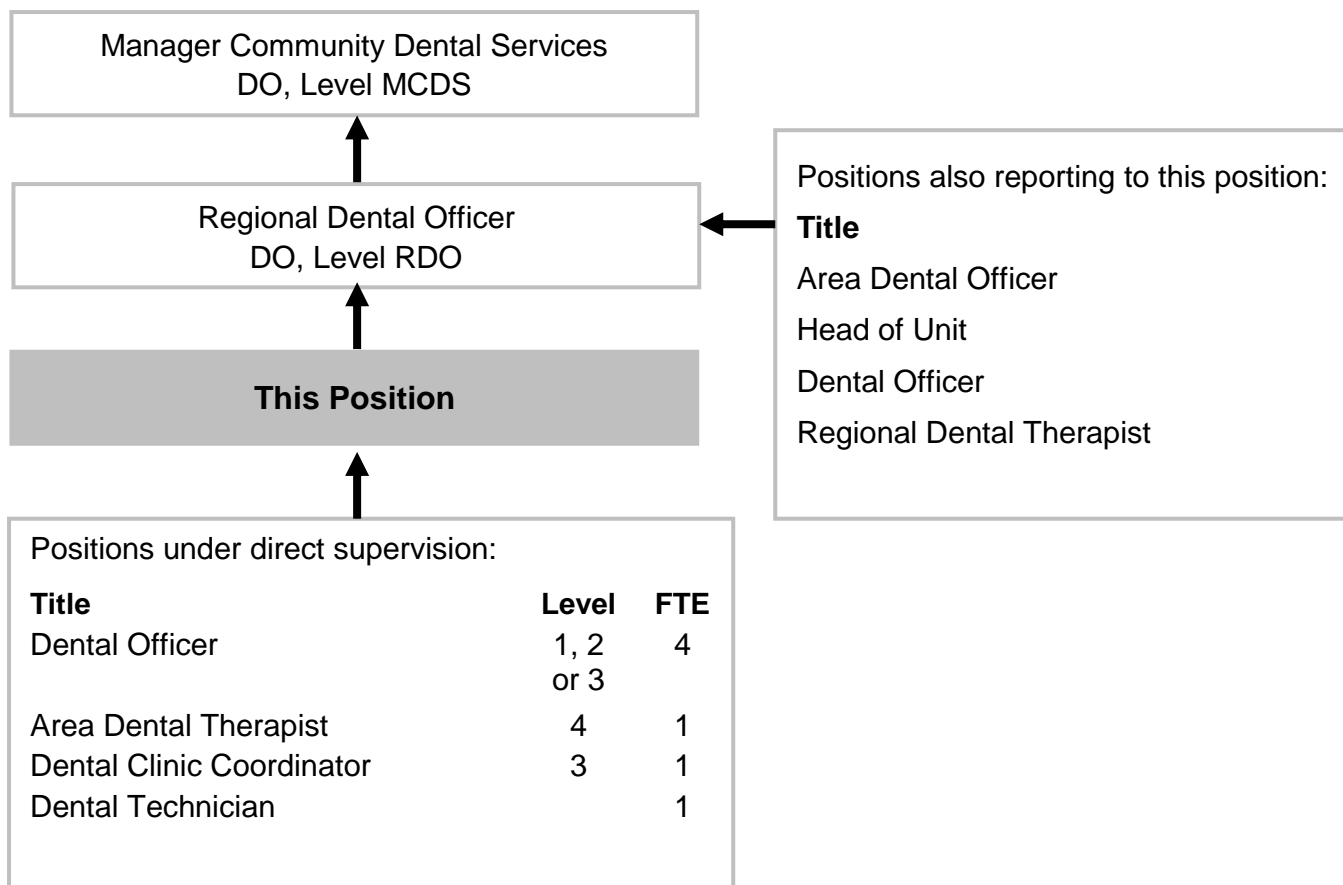 Manager Community Dental Services
DO, Level MCDS
Regional Dental Officer
DO, Level RDO
Positions also reporting to this position:
Title
Area Dental Officer
Head of Unit
Dental Officer
Regional Dental Therapist
This Position
Positions under direct supervision:
Title Level FTE
Dental Officer 1, 2 4
or 3
Area Dental Therapist 4 1
Dental Clinic Coordinator 3 1
Dental Technician 1